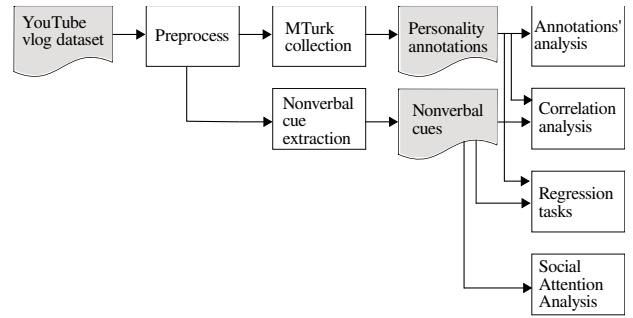 YouTube
vlog dataset
Preprocess
MTurk
collection
Personality
annotations
Annotations'
analysis
Nonverbal
cue
extraction
Nonverbal
cues
Correlation
analysis
Regression
tasks
Social
Attention
Analysis